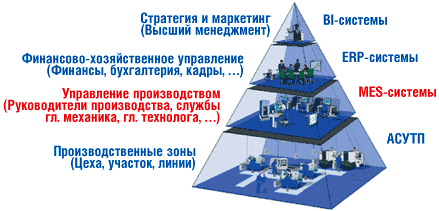 Стратегия и маркетинг
(Высший менеджмент)
BI-системы
Финансово-хозяйственное управление
(Финансы, бухгалтерия, кадры, ...)
ERP-системы
Управление производством
(Руководители производства, службы
гл. механика, гл. технолога, ...)
MES-системы
Производственные зоны
(Цеха, участок, линии)
АСУТП